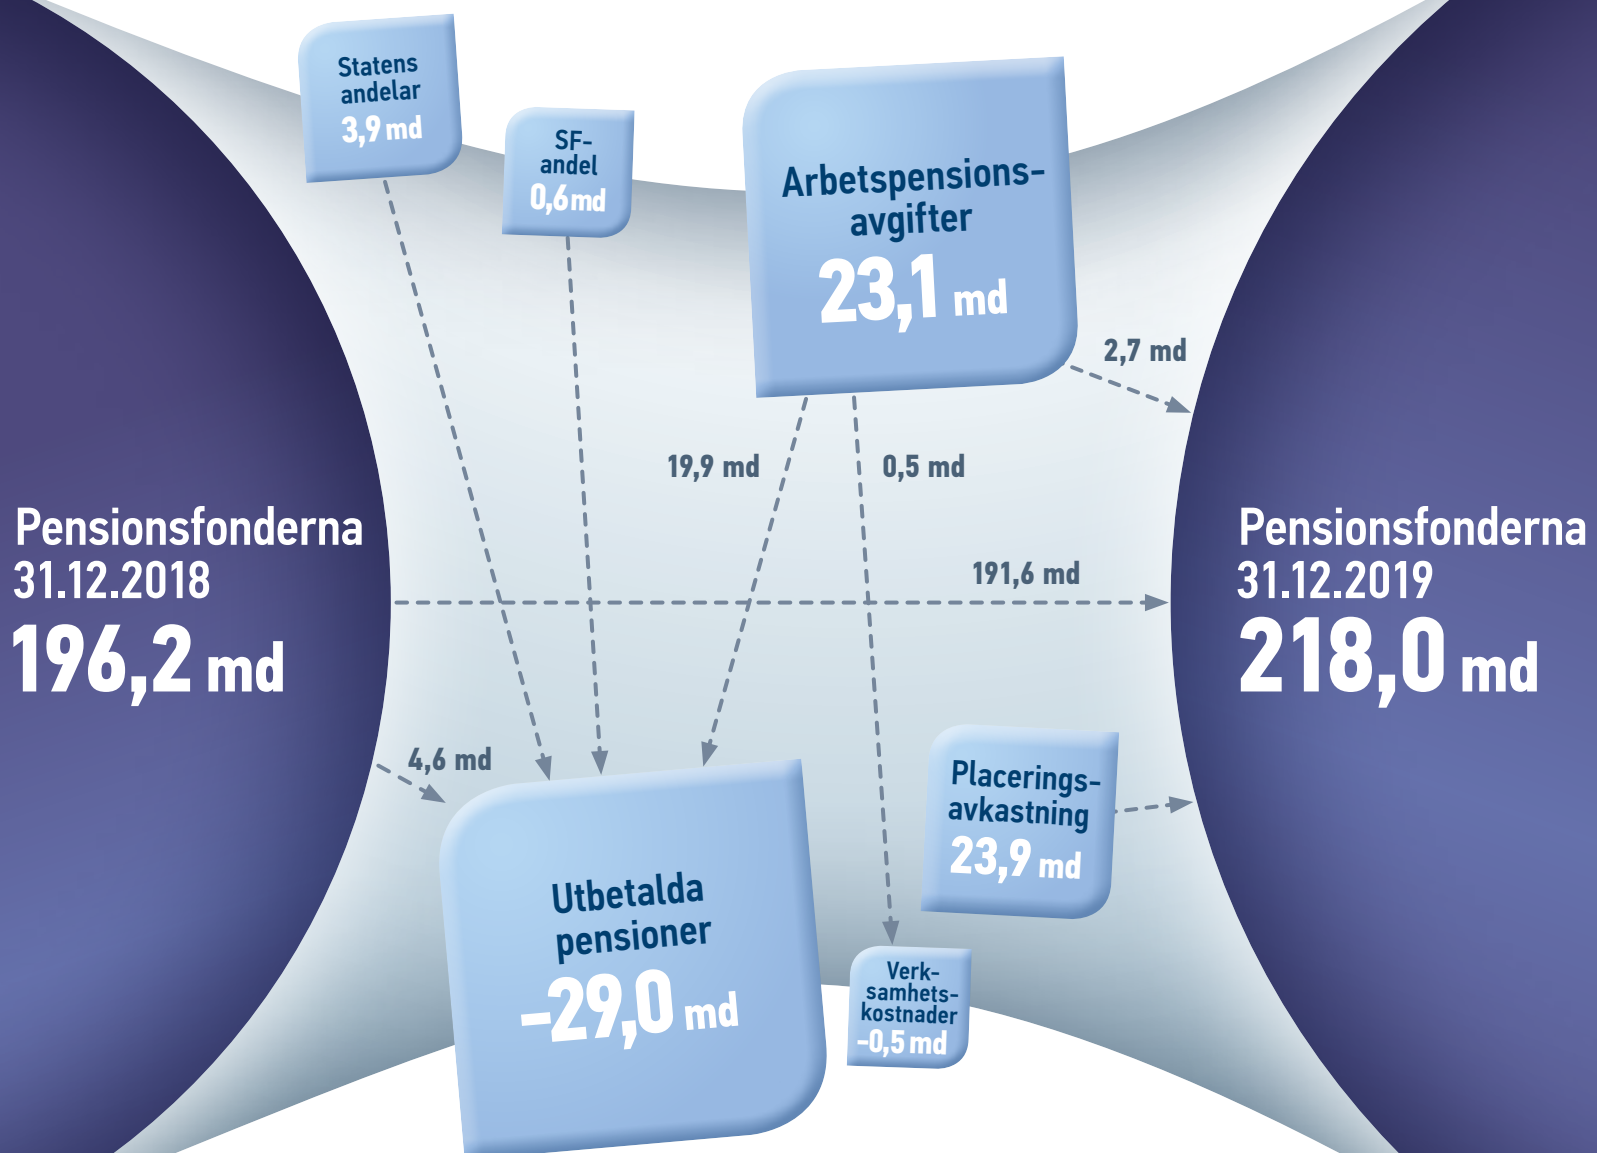 Statens
andelar
3,9 md
SF-
andel
0,6 md
Arbetspensions-
avgifter
23,1 md
2,7 md
19,9 md
0,5 md
Pensionsfonderna
31.12.2018
196,2 md
191,6 md
Pensionsfonderna
31.12.2019
218,0 md
4,6 md
Placerings-
avkastning
23,9 md
Utbetalda
pensioner
-29,0 md
Verk-
samhets-
kostnader
-0,5 md